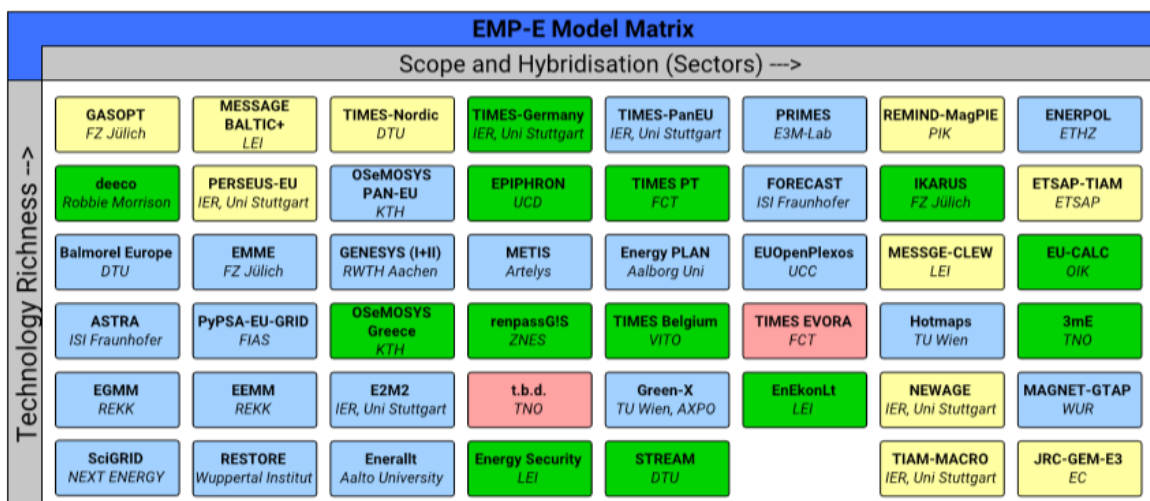 EMP-E Model Matrix
Scope and Hybridisation (Sectors) --->
Technology Richness -->
GASOPT
FZ Jülich
MESSAGE
BALTIC+
LEI
TIMES-Nordic
DTU
TIMES-Germany
IER, Uni Stuttgart
TIMES-PanEU
IER, Uni Stuttgart
PRIMES
E3M-Lab
REMIND-MagPIE
PIK
ENERPOL
ETHZ
deeco
Robbie Morrison
PERSEUS-EU
IER, Uni Stuttgart
OSeMOSYS
PAN-EU
KTH
EPIPHRON
UCD
TIMES PT
FCT
FORECAST
ISI Fraunhofer
IKARUS
FZ Jülich
ETSAP-TIAM
ETSAP
Balmorel Europe
DTU
EMME
FZ Jülich
GENESYS (I+II)
RWTH Aachen
METIS
Artelys
Energy PLAN
Aalborg Uni
EUOpenPlexos
UCC
MESSGE-CLEW
LEI
EU-CALC
OIK
ASTRA
ISI Fraunhofer
PyPSA-EU-GRID
FIAS
OSeMOSYS
Greece
KTH
renpassG!S
ZNES
TIMES Belgium
VITO
TIMES EVORA
FCT
Hotmaps
TU Wien
3mE
TNO
EGMM
REKK
EEMM
REKK
E2M2
IER, Uni Stuttgart
t.b.d.
TNO
Green-X
TU Wien, AXPO
EnEkonLt
LEI
NEWAGE
IER, Uni Stuttgart
MAGNET-GTAP
WUR
SciGRID
NEXT ENERGY
RESTORE
Wuppertal Institut
Enerallt
Aalto University
Energy Security
LEI
STREAM
DTU
TIAM-MACRO
IER, Uni Stuttgart
JRC-GEM-E3
EC